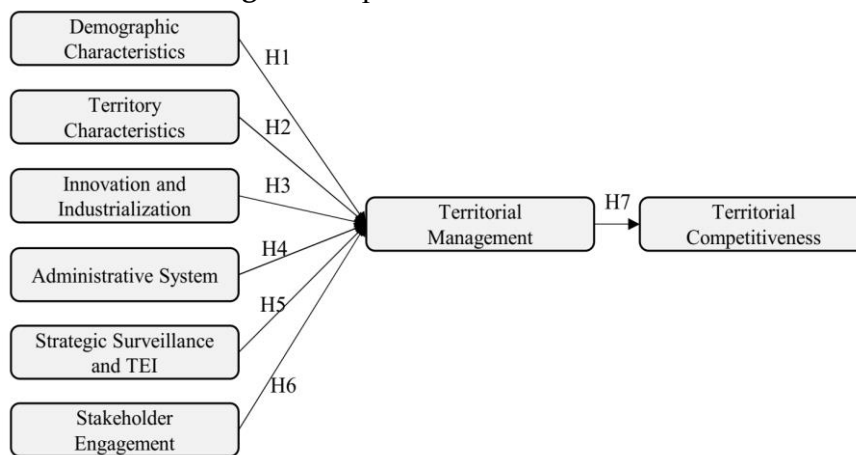 Demographic
Characteristics
H1
Territory
Characteristics
H2
Innovation and
Industrialization
H3
Administrative System
H4
Strategic Surveillance
and TEI
H5
Stakeholder
Engagement
H6
Territorial
Management
H7
Territorial
Competitiveness